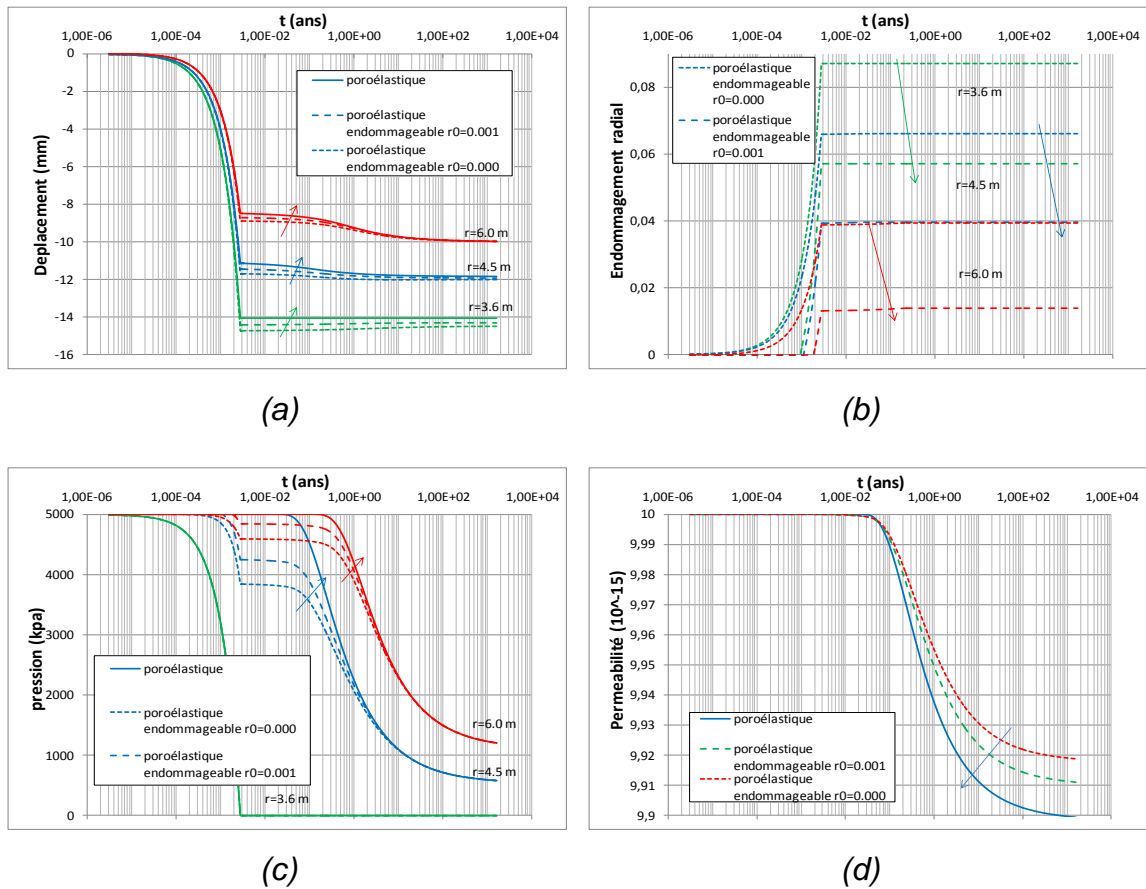 t (ans)
1,00E-06 1,00E-04 1,00E-02 1,00E+00 1,00E+02 1,00E+04
0
-2
-4
-6
-8
-10
-12
-14
-16
Deplacement (mm)
poroélastique
poroélastique
endommageable r0=0.001
poroélastique
endommageable r0=0.000
r=6.0 m
r=4.5 m
r=3.6 m
(a)
t (ans)
1,00E-06 1,00E-04 1,00E-02 1,00E+00 1,00E+02 1,00E+04
0,08
0,06
0,04
0,02
0
Endommagement radial
poroélastique
endommageable
r0=0.000
poroélastique
endommageable
r0=0.001
r=3.6 m
r=4.5 m
r=6.0 m
(b)
t (ans)
1,00E-06 1,00E-04 1,00E-02 1,00E+00 1,00E+02 1,00E+04
5000
4000
3000
2000
1000
0
pression (kpa)
poroélastique
poroélastique
endommageable r0=0.000
poroélastique
endommageable r0=0.001
r=6.0 m
r=4.5 m
r=3.6 m
(c)
t (ans)
1,00E-06 1,00E-04 1,00E-02 1,00E+00 1,00E+02 1,00E+04
10
9,99
9,98
9,97
9,96
9,95
9,94
9,93
9,92
9,91
9,9
Permeabilité (10^-15)
poroélastique
poroélastique
endommageable r0=0.001
poroélastique
endommageable r0=0.000
(d)